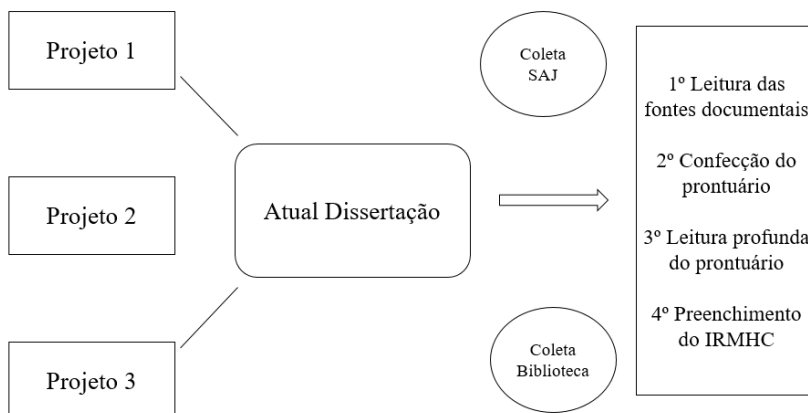 Projeto 1
Projeto 2
Projeto 3
Atual Dissertação
Coleta
SAJ
Coleta
Biblioteca
1º Leitura das
fontes documentais
2º Confecção do
prontuário
3º Leitura profunda
do prontuário
4º Preenchimento
do IRMHC